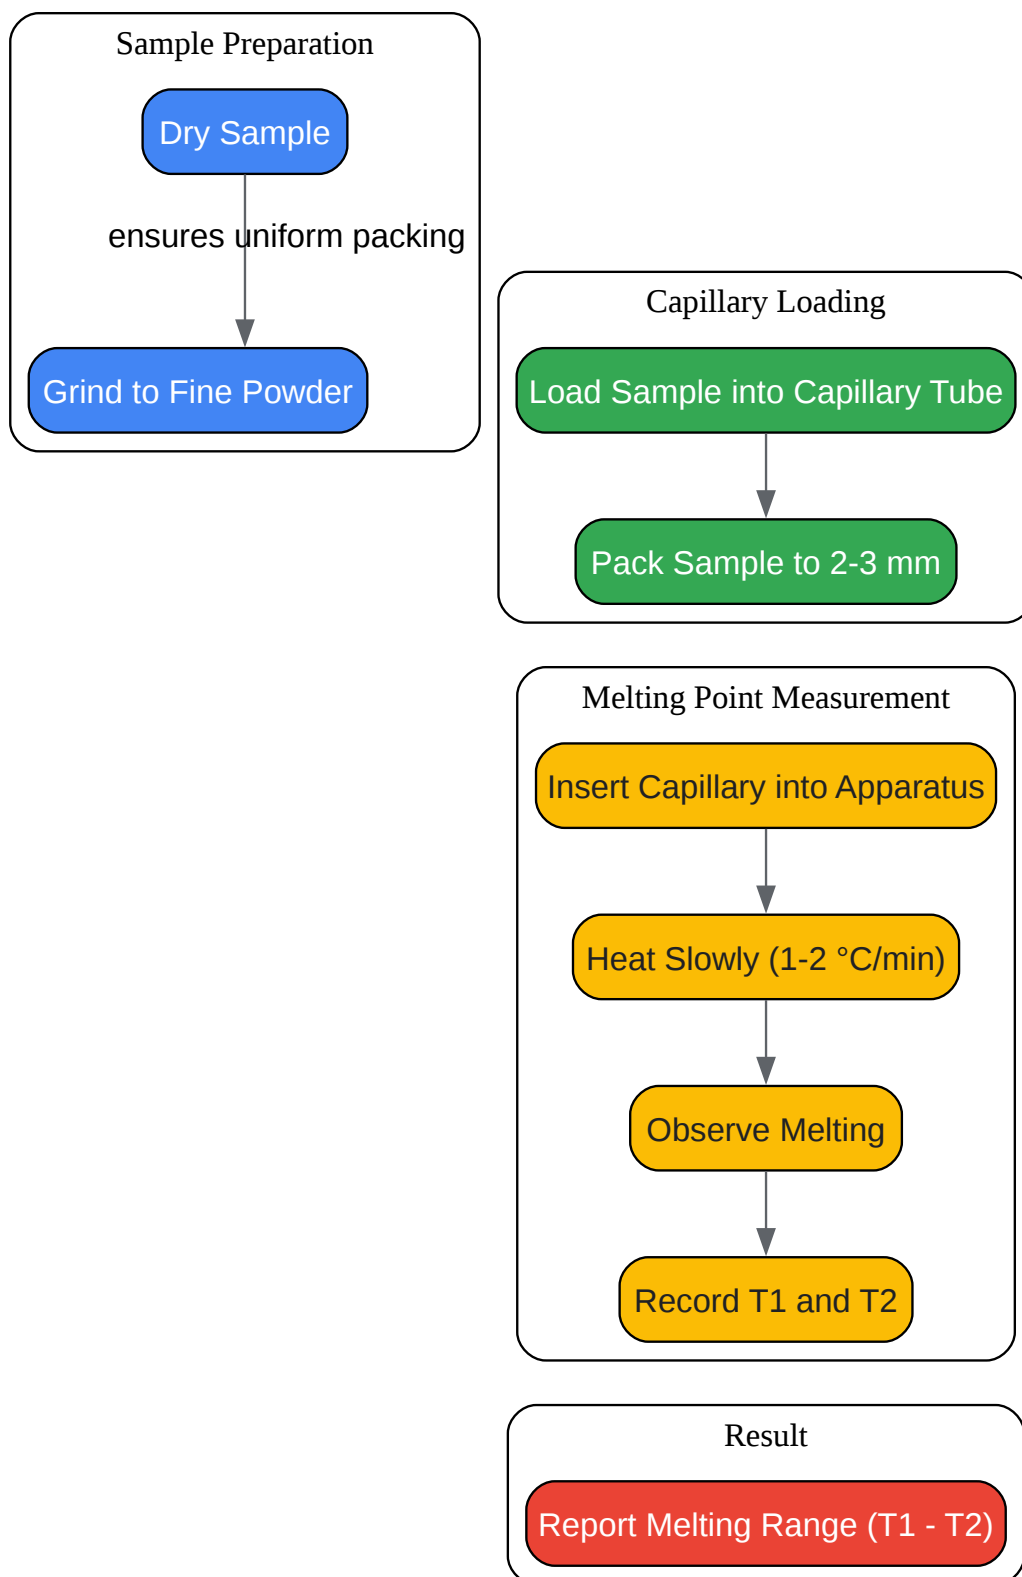 Sample Preparation
Dry Sample
ensures uniform packing
Grind to Fine Powder
Capillary Loading
Load Sample into Capillary Tube
Pack Sample to 2-3 mm
Melting Point Measurement
Insert Capillary into Apparatus
Heat Slowly (1-2 °C/min)
Observe Melting
Record T1 and T2
Result
Report Melting Range (T1 - T2)